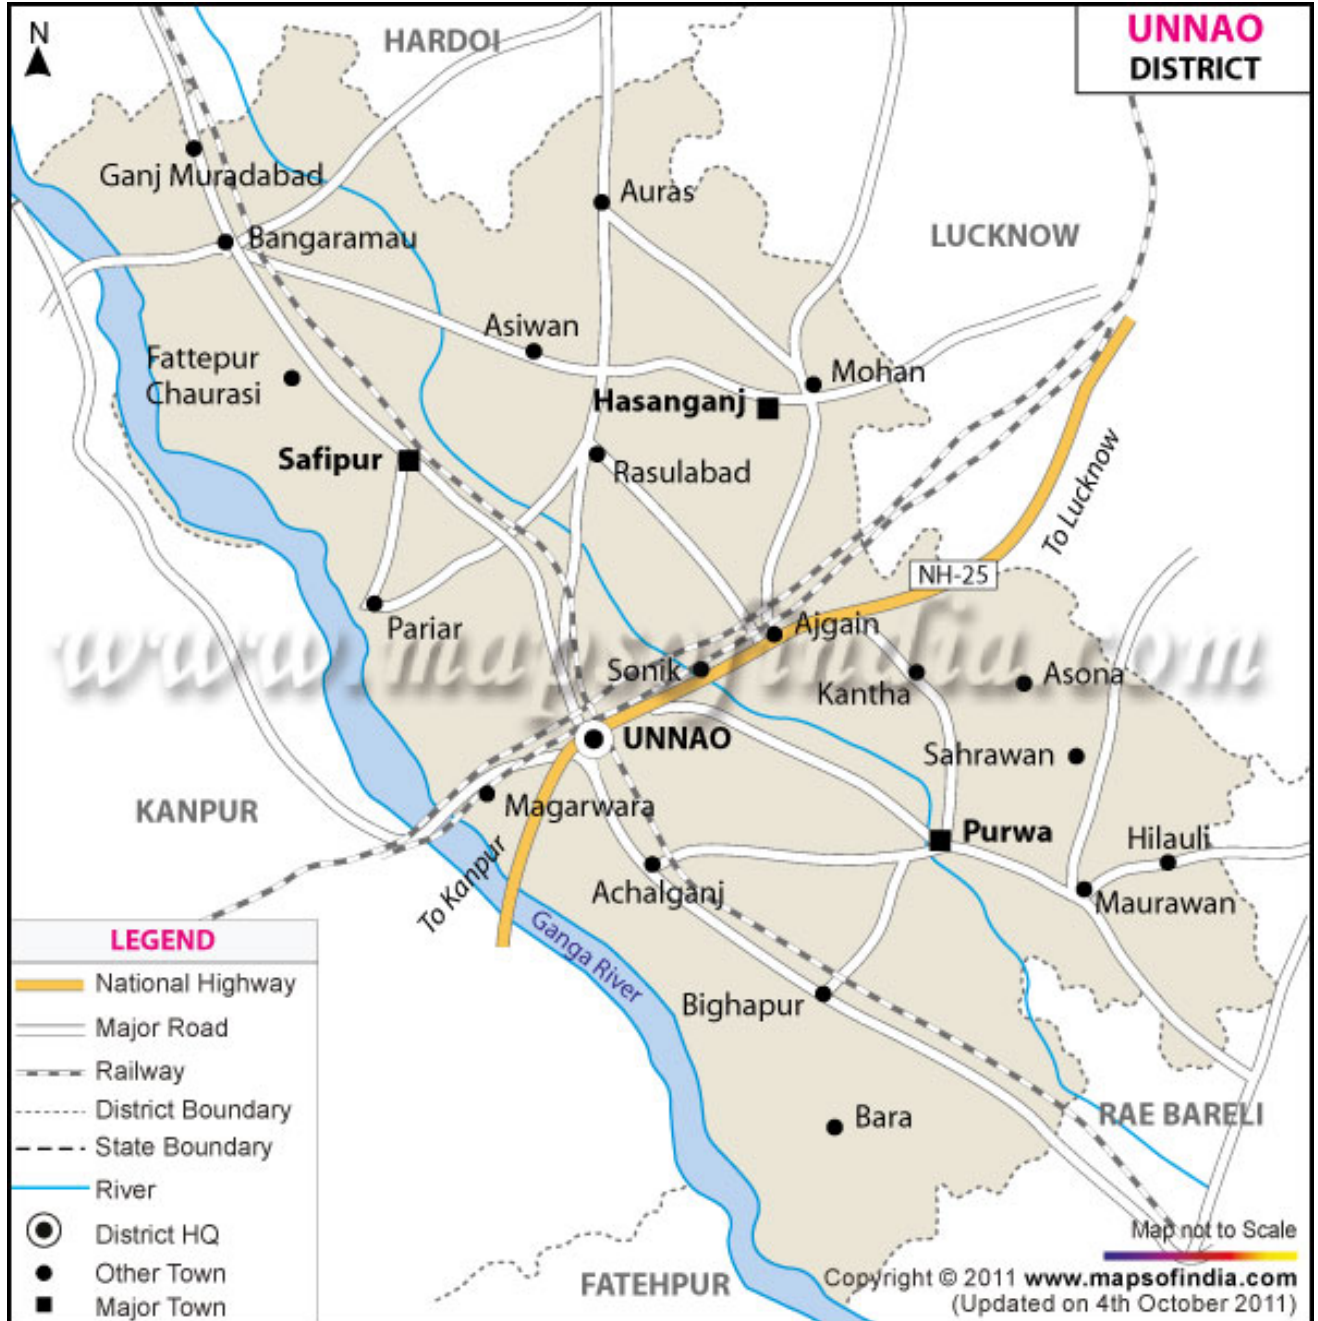 N
HARDOI
UNNAO
DISTRICT
Ganj Muradabad
Auras
Bangaramau
LUCKNOW
Asiwan
Fattepur
Chaurasi
Mohan
Hasanganj
Safipur
Rasulabad
To Lucknow
NH-25
Pariar
Ajgain
www.mapsofindia.com
Sonik
Kantha
Asona
UNNAO
Sahrawan
KANPUR
Magarwara
Purwa
Hilauli
To Kanpur
Achalganj
Maurawan
Ganga River
Bighapur
Bara
RAE BARELI
FATEHPUR
LEGEND
National Highway
Major Road
Railway
District Boundary
State Boundary
River
District HQ
Other Town
Major Town
Map not to Scale
Copyright © 2011 www.mapsofindia.com
(Updated on 4th October 2011)